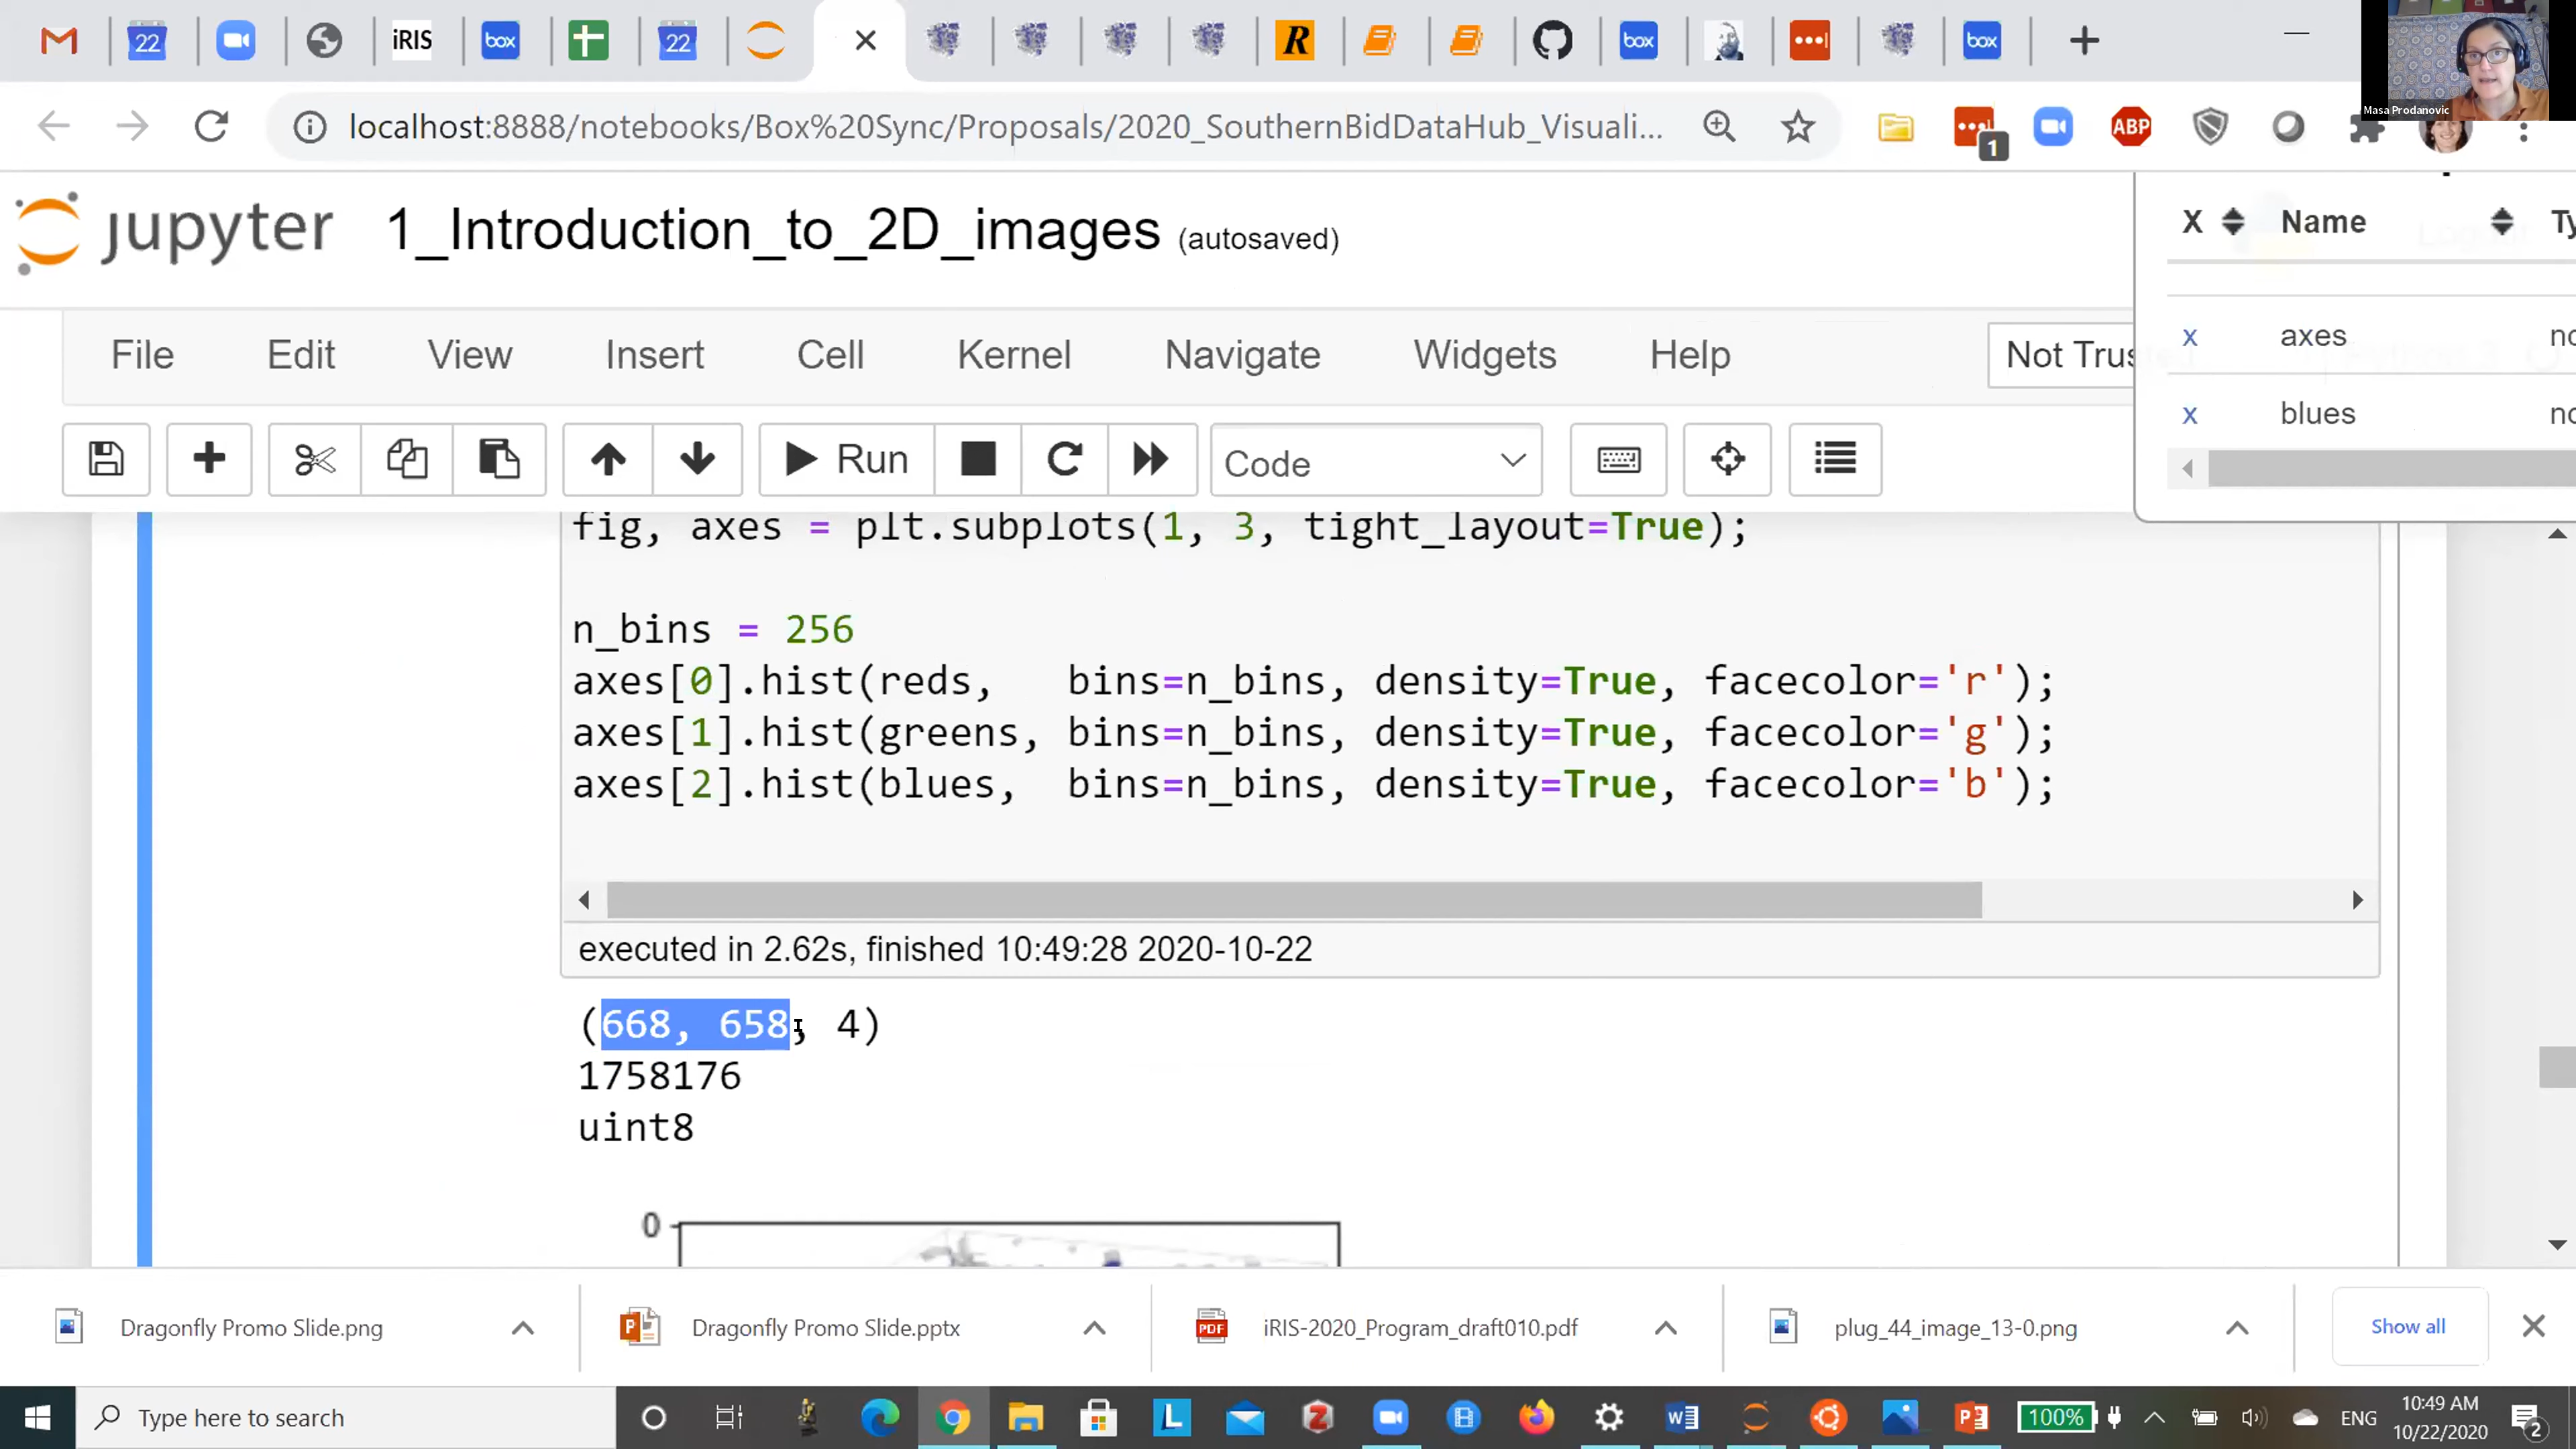 22
iRIS
box
22
R
box
box
Masa Prodanovic
localhost:8888/notebooks/Box%20Sync/Proposals/2020_SouthernBidDataHub_Visuali...
1
ABP
jupyter 1_Introduction_to_2D_images (autosaved)
X Name Ty
File Edit View Insert Cell Kernel Navigate Widgets Help Not Trus
x axes
x blues
Run
Code
fig, axes = plt.subplots(1, 3, tight_layout=True);
n_bins = 256
axes[0].hist(reds,   bins=n_bins, density=True, facecolor='r');
axes[1].hist(greens, bins=n_bins, density=True, facecolor='g');
axes[2].hist(blues,  bins=n_bins, density=True, facecolor='b');
executed in 2.62s, finished 10:49:28 2020-10-22
(668, 658, 4)
1758176
uint8
0
Dragonfly Promo Slide.png
Dragonfly Promo Slide.pptx
iRIS-2020_Program_draft010.pdf
plug_44_image_13-0.png
Show all
Type here to search
100%
ENG
10:49 AM
10/22/2020
2